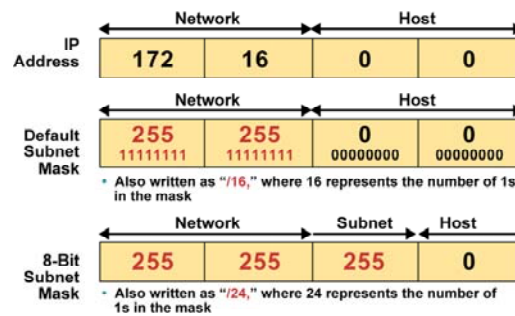 Network Host
IP
Address
172 16 0 0
Network Host
Default
Subnet
Mask
255 255 0 0
11111111 11111111 00000000 00000000
• Also written as “/16,” where 16 represents the number of 1s
in the mask
Network Subnet Host
8-Bit
Subnet
Mask
255 255 255 0
• Also written as “/24,” where 24 represents the number of
1s in the mask